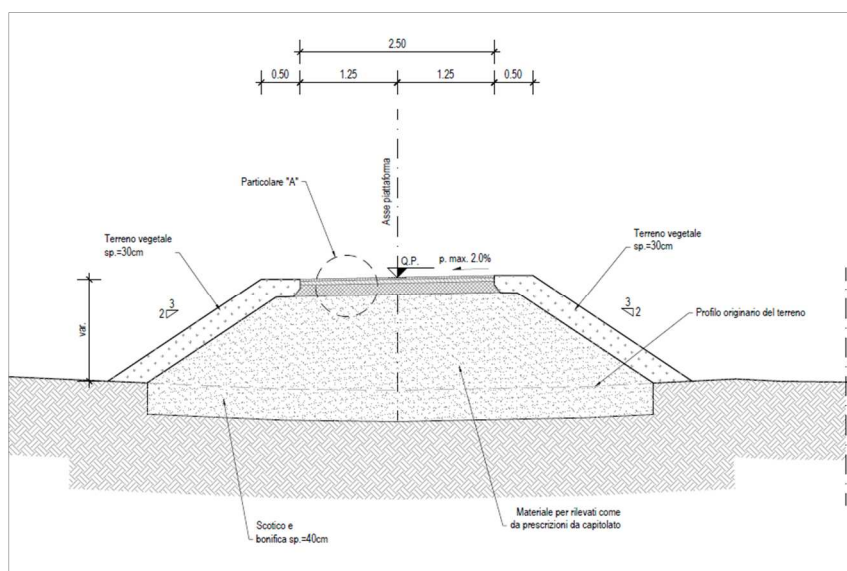 2.50
0.50 1.25 1.25 0.50
Asse piattaforma
Particolare "A"
Terreno vegetale
sp.=30cm
Terreno vegetale
sp.=30cm
Q.P. p. max. 2.0%
3
2
3
2
var.
Profilo originario del terreno
Materiale per rilevati come
da prescrizioni da capitolato
Scotico e
bonifica sp.=40cm